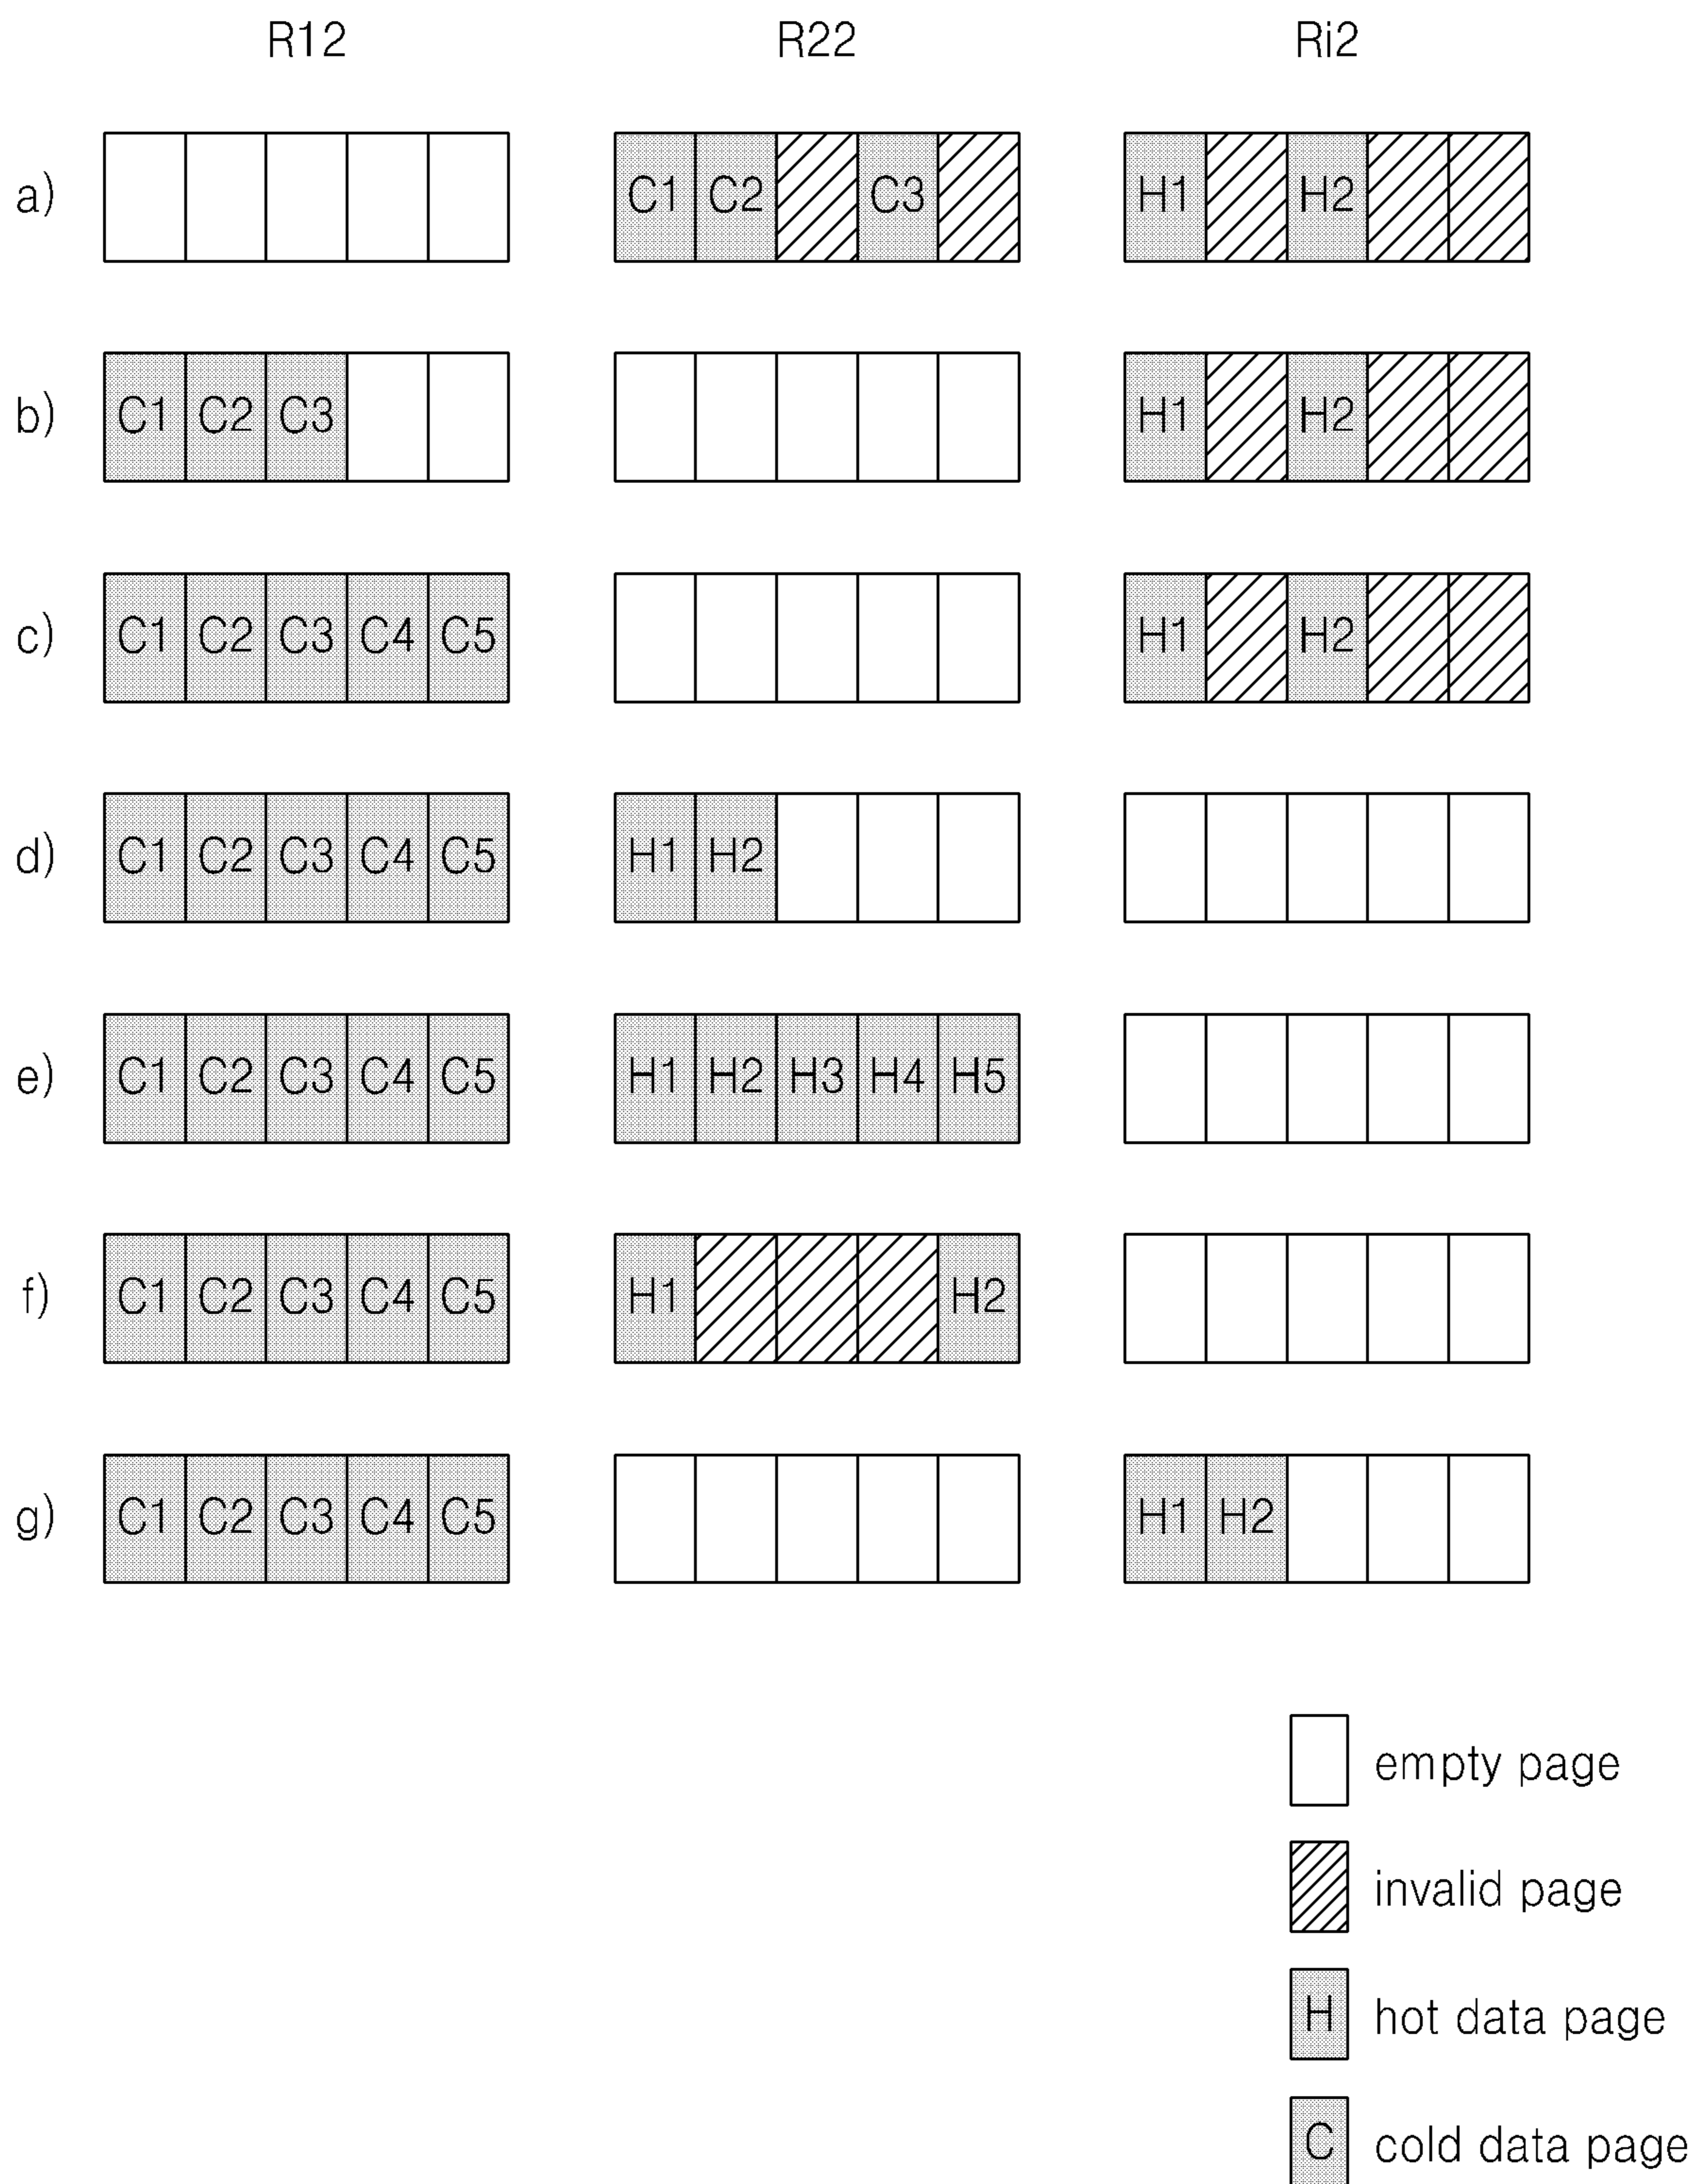 R12 R22 Ri2
a) C1 C2 C3 H1 H2
b) C1 C2 C3 H1 H2
c) C1 C2 C3 C4 C5 H1 H2
d) C1 C2 C3 C4 C5 H1 H2
e) C1 C2 C3 C4 C5 H1 H2 H3 H4 H5
f) C1 C2 C3 C4 C5 H1 H2
g) C1 C2 C3 C4 C5 H1 H2
empty page
invalid page
H hot data page
C cold data page